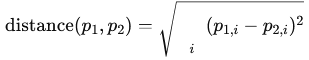 distance(p₁, p₂) = √ᵢ (p₁,ᵢ − p₂,ᵢ)²